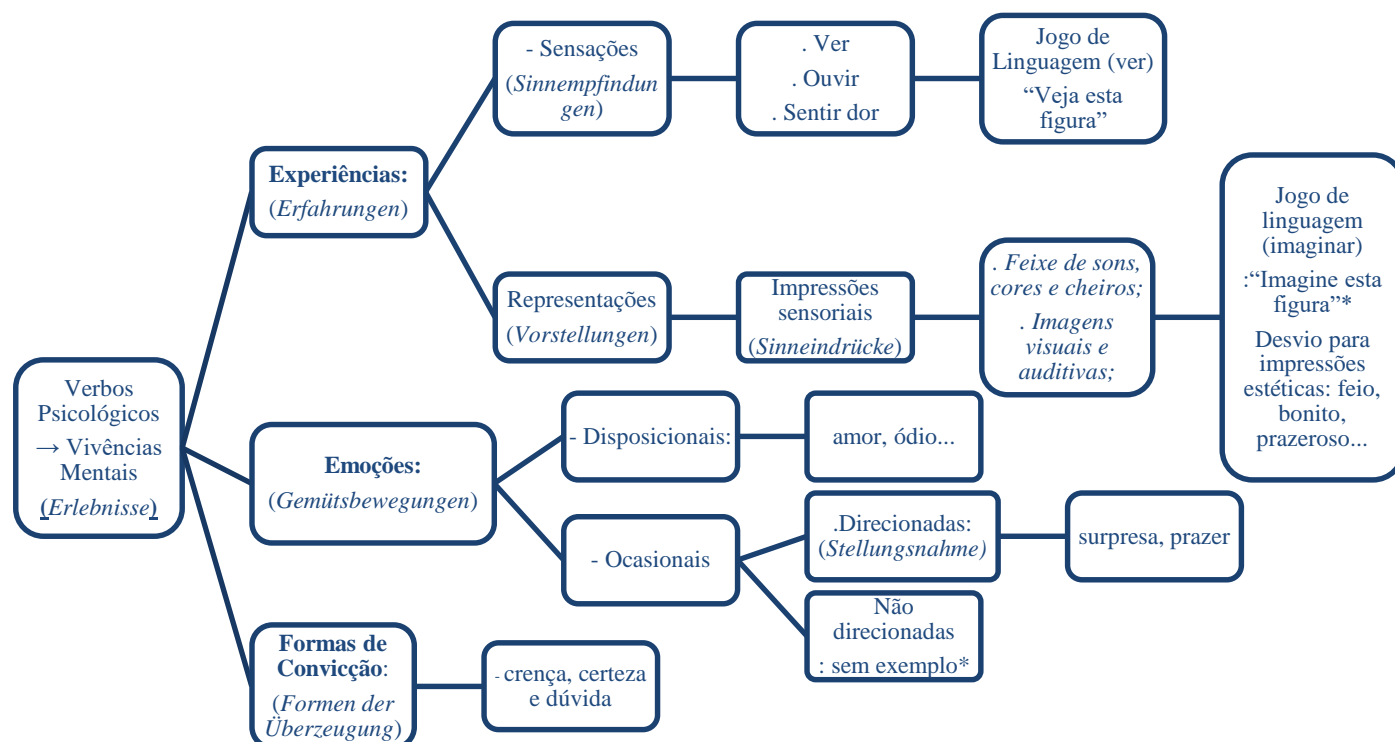 Verbos
Psicológicos
→ Vivências
Mentais
(Erlebnisse)
Experiências:
(Erfahrungen)
- Sensações
(Sinnempfindun
gen)
. Ver
. Ouvir
. Sentir dor
Jogo de
Linguagem (ver)
“Veja esta
figura”
Representações
(Vorstellungen)
Impressões
sensoriais
(Sinneindrücke)
. Feixe de sons,
cores e cheiros;
. Imagens
visuais e
auditivas;
Jogo de
linguagem
(imaginar)
:“Imagine esta
figura”*
Desvio para
impressões
estéticas: feio,
bonito,
prazeroso...
Emoções:
(Gemütsbewegungen)
- Disposicionais:
amor, ódio...
- Ocasionais
.Direcionadas:
(Stellungsnahme)
surpresa, prazer
Não
direcionadas
: sem exemplo*
Formas de
Convicção:
(Formen der
Überzeugung)
- crença, certeza
e dúvida